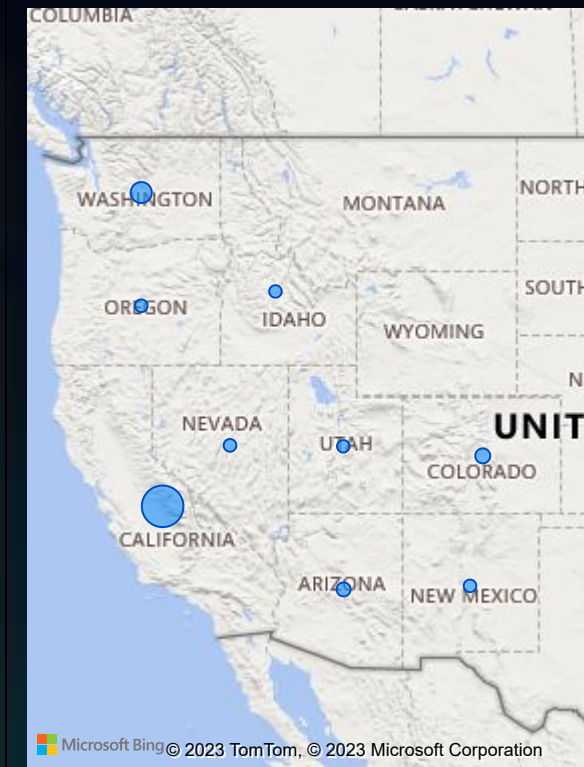 COLUMBIA
WASHINGTON
MONTANA
NORTH
OREGON
IDAHO
SOUTH
WYOMING
N
NEVADA
UNIT
UTAH
COLORADO
CALIFORNIA
ARIZONA
NEW MEXICO
Microsoft Bing
© 2023 TomTom, © 2023 Microsoft Corporation